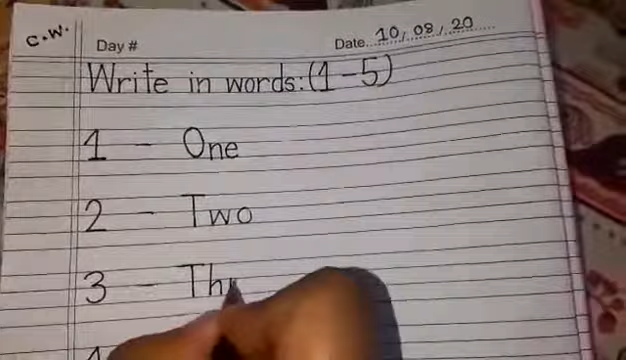 C.W.
Day #
Date 10/08/20
Write in words:(1-5)
1 - One
2 - Two
3 - Th